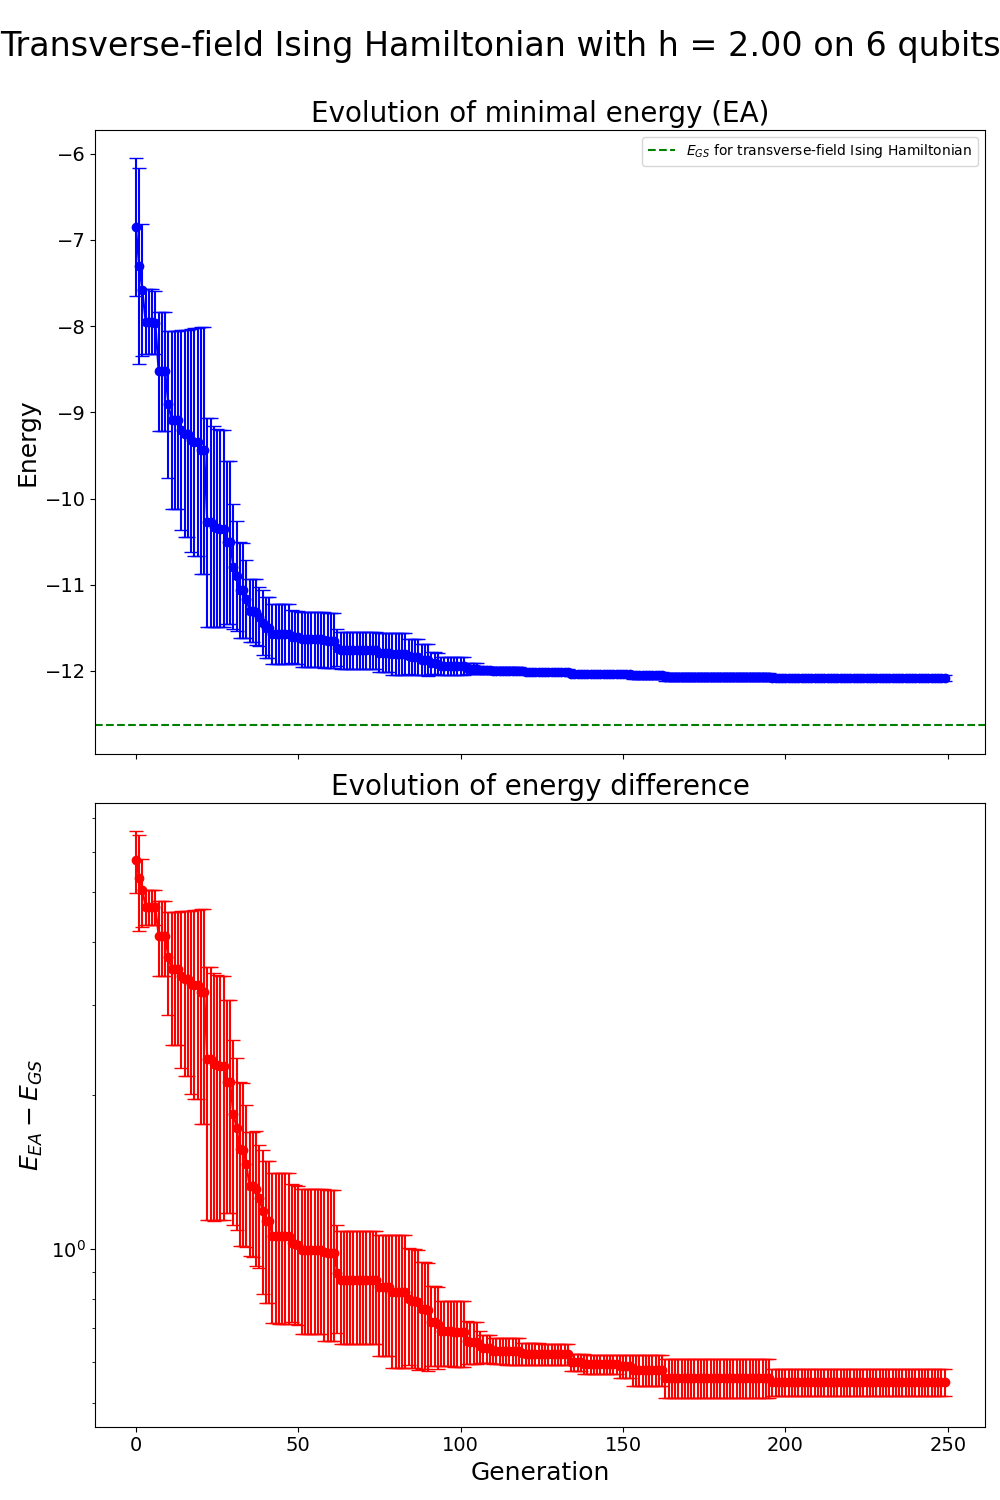 Transverse-field Ising Hamiltonian with h = 2.00 on 6 qubits
Evolution of minimal energy (EA)
E_GS for transverse-field Ising Hamiltonian
−6
−7
−8
−9
−10
−11
−12
Energy
Evolution of energy difference
10^0
E_EA − E_GS
0 50 100 150 200 250
Generation